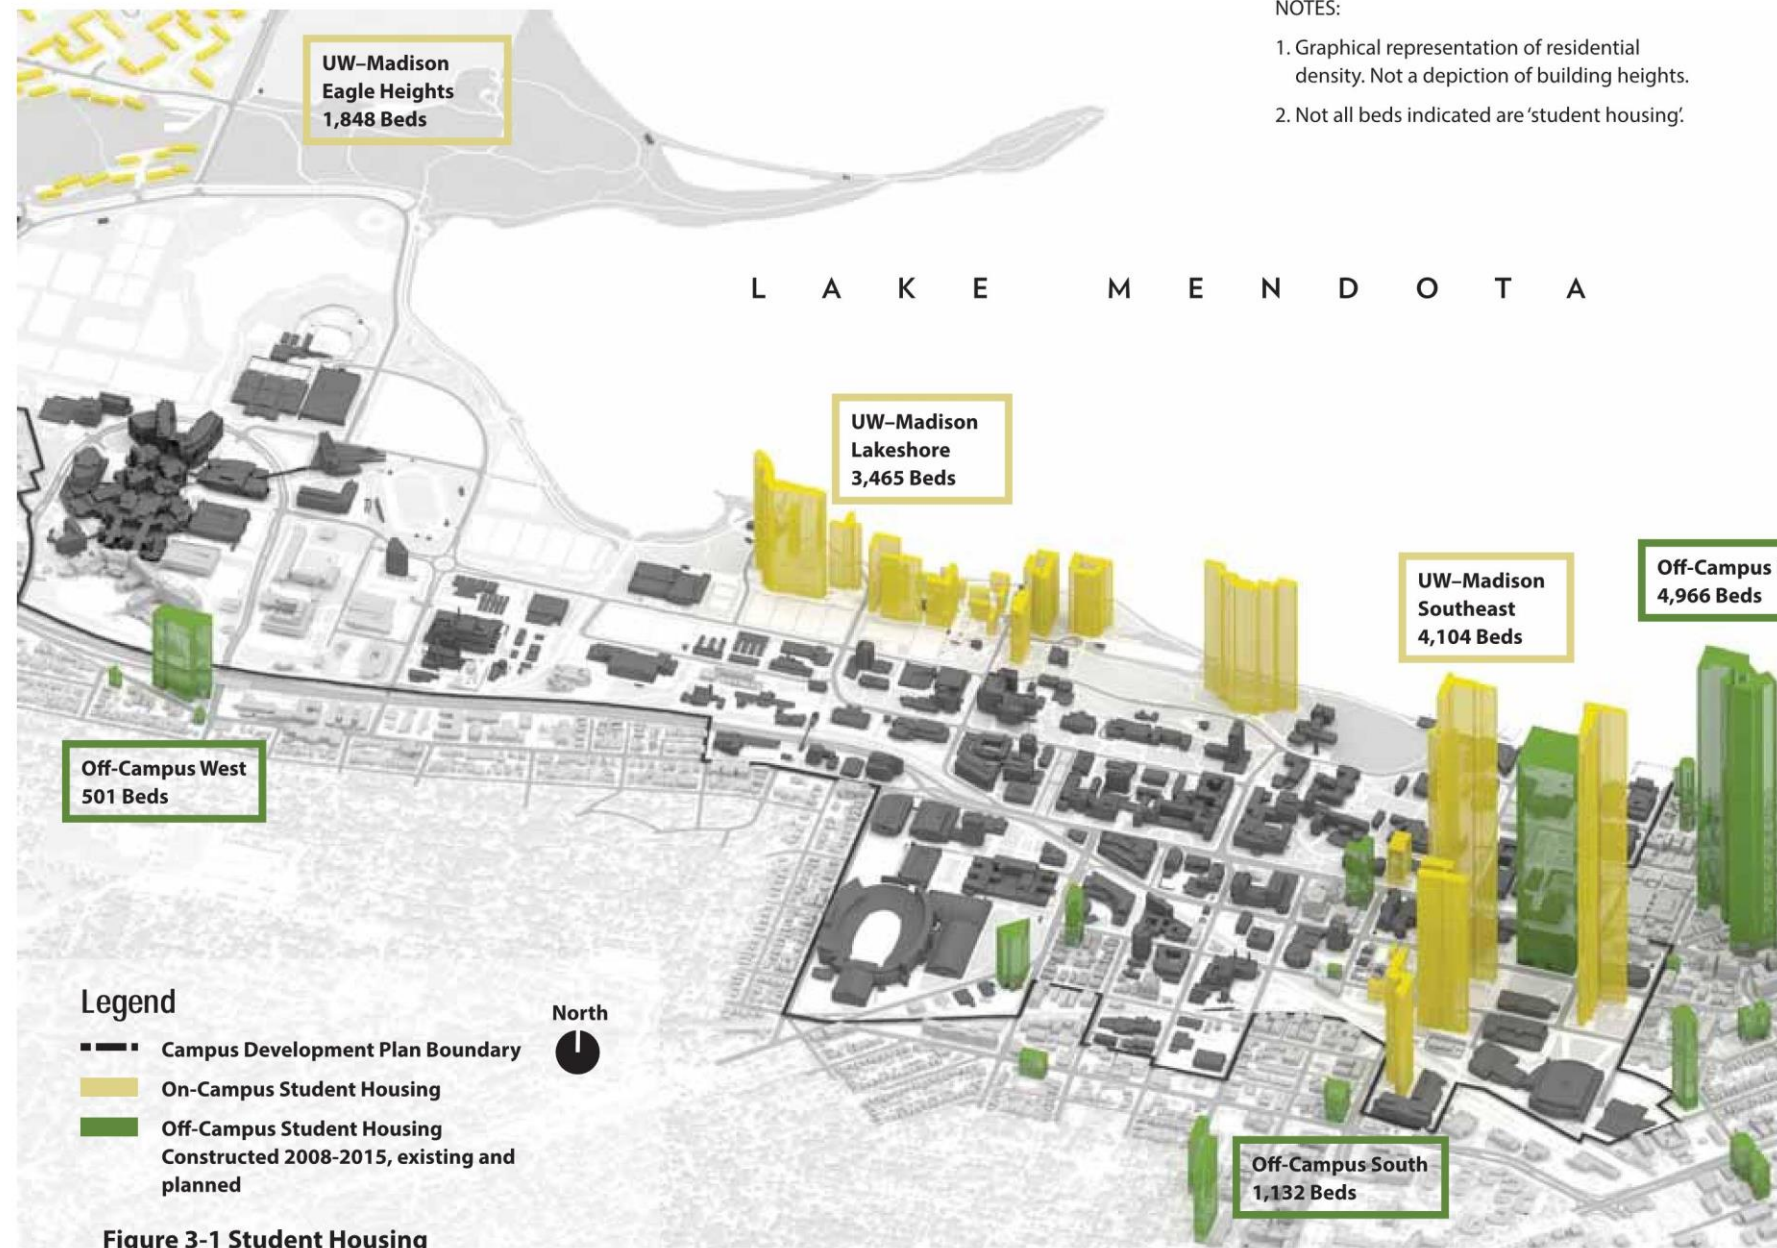 NOTES:
1. Graphical representation of residential
density. Not a depiction of building heights.
2. Not all beds indicated are ‘student housing’.
UW–Madison
Eagle Heights
1,848 Beds
LAKE MENDOTA
UW–Madison
Lakeshore
3,465 Beds
UW–Madison
Southeast
4,104 Beds
Off-Campus
4,966 Beds
Off-Campus West
501 Beds
Off-Campus South
1,132 Beds
Legend
Campus Development Plan Boundary
On-Campus Student Housing
Off-Campus Student Housing
Constructed 2008-2015, existing and
planned
North
Figure 3-1 Student Housing